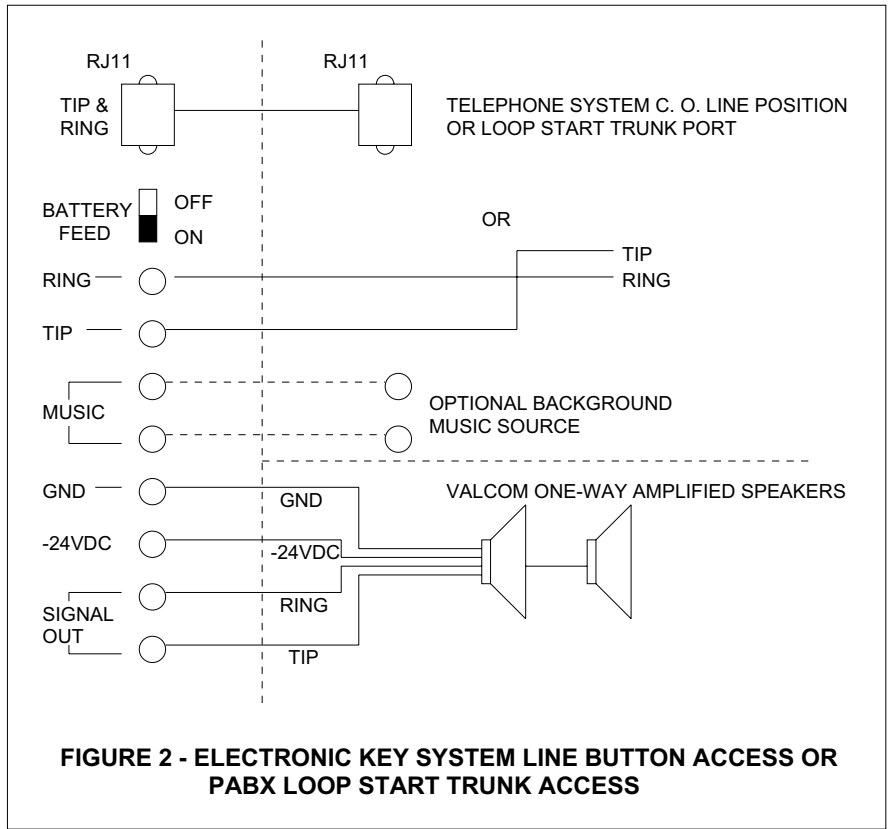 RJ11
RJ11
TIP &
RING
TELEPHONE SYSTEM C. O. LINE POSITION
OR LOOP START TRUNK PORT
BATTERY
FEED
OFF
ON
OR
TIP
RING
RING
TIP
MUSIC
OPTIONAL BACKGROUND
MUSIC SOURCE
GND
GND
VALCOM ONE-WAY AMPLIFIED SPEAKERS
-24VDC
-24VDC
SIGNAL
OUT
RING
TIP
FIGURE 2 - ELECTRONIC KEY SYSTEM LINE BUTTON ACCESS OR
PABX LOOP START TRUNK ACCESS